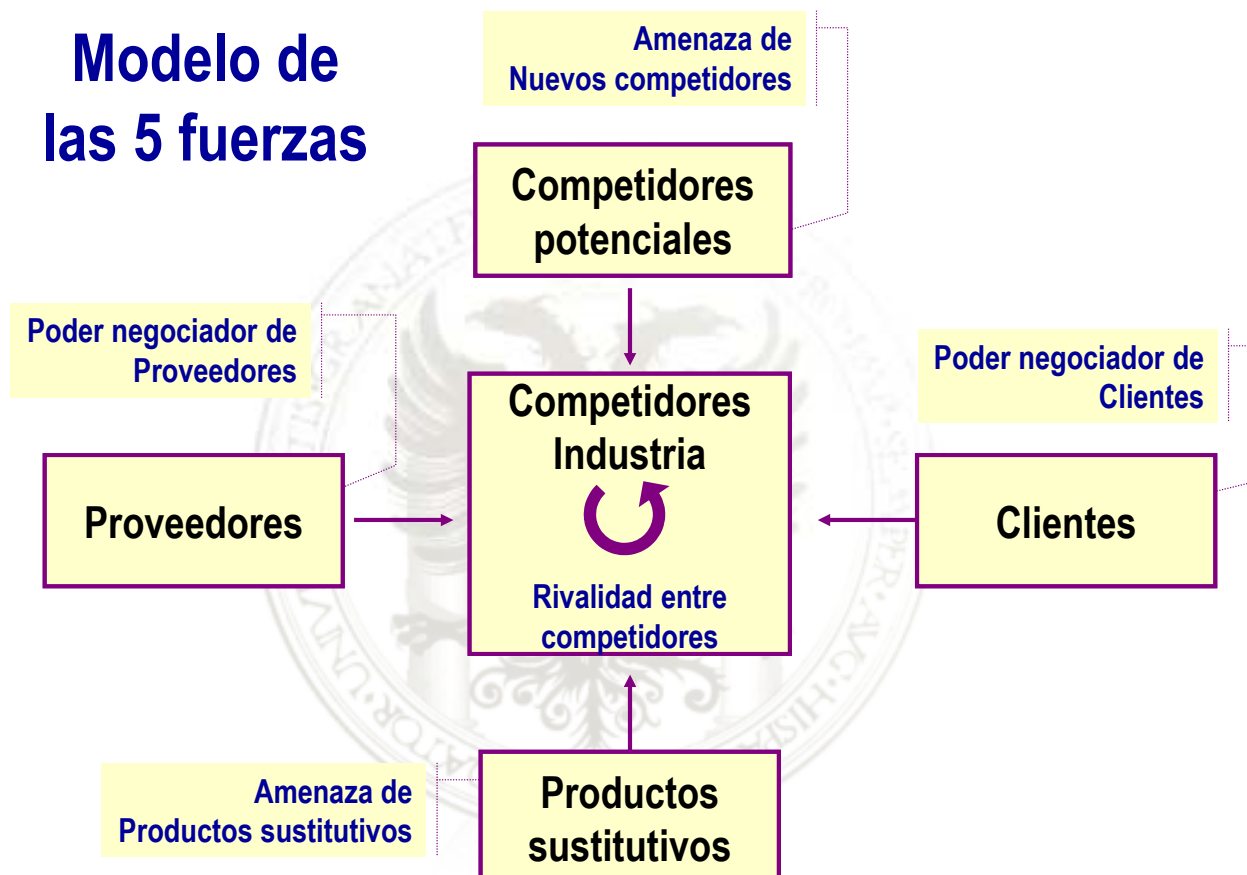 Modelo de
las 5 fuerzas
Amenaza de
Nuevos competidores
Competidores
potenciales
Poder negociador de
Proveedores
Proveedores
Competidores
Industria
Rivalidad entre
competidores
Poder negociador de
Clientes
Clientes
Amenaza de
Productos sustitutivos
Productos
sustitutivos